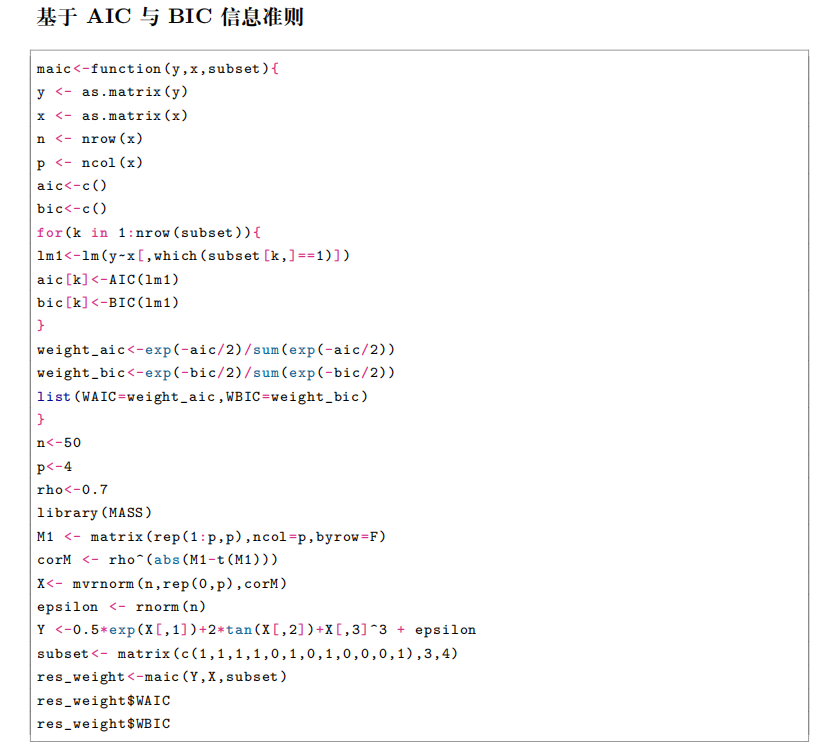 基于 AIC 与 BIC 信息准则
maic<-function(y,x,subset){
y <- as.matrix(y)
x <- as.matrix(x)
n <- nrow(x)
p <- ncol(x)
aic<-c()
bic<-c()
for(k in 1:nrow(subset)){
lm1<-lm(y~x[,which(subset[k,]==1)])
aic[k]<-AIC(lm1)
bic[k]<-BIC(lm1)
}
weight_aic<-exp(-aic/2)/sum(exp(-aic/2))
weight_bic<-exp(-bic/2)/sum(exp(-bic/2))
list(WAIC=weight_aic,WBIC=weight_bic)
}
n<-50
p<-4
rho<-0.7
library(MASS)
M1 <- matrix(rep(1:p,p),ncol=p,byrow=F)
corM <- rho^(abs(M1-t(M1)))
X<- mvrnorm(n,rep(0,p),corM)
epsilon <- rnorm(n)
Y <-0.5*exp(X[,1])+2*tan(X[,2])+X[,3]^3 + epsilon
subset<- matrix(c(1,1,1,1,0,1,0,1,0,0,0,1),3,4)
res_weight<-maic(Y,X,subset)
res_weight$WAIC
res_weight$WBIC